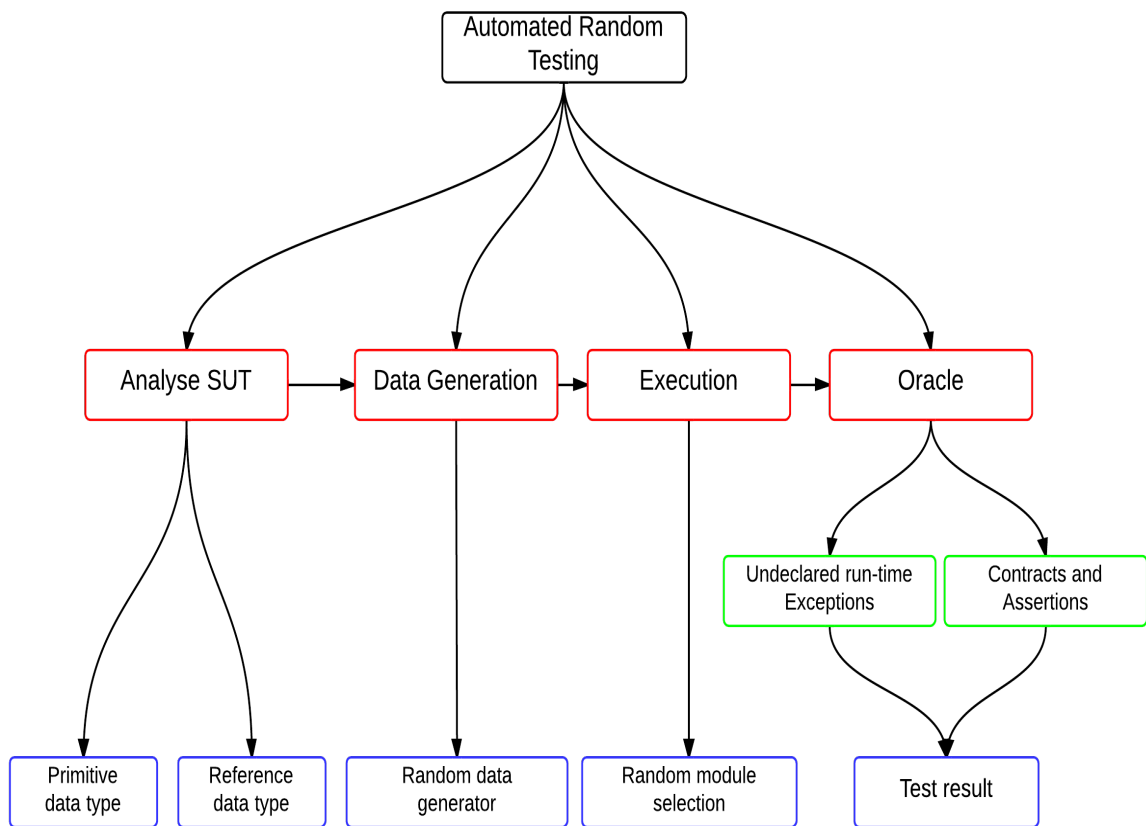 Automated Random
Testing
Analyse SUT
Data Generation
Execution
Oracle
Undeclared run-time
Exceptions
Contracts and
Assertions
Primitive
data type
Reference
data type
Random data
generator
Random module
selection
Test result